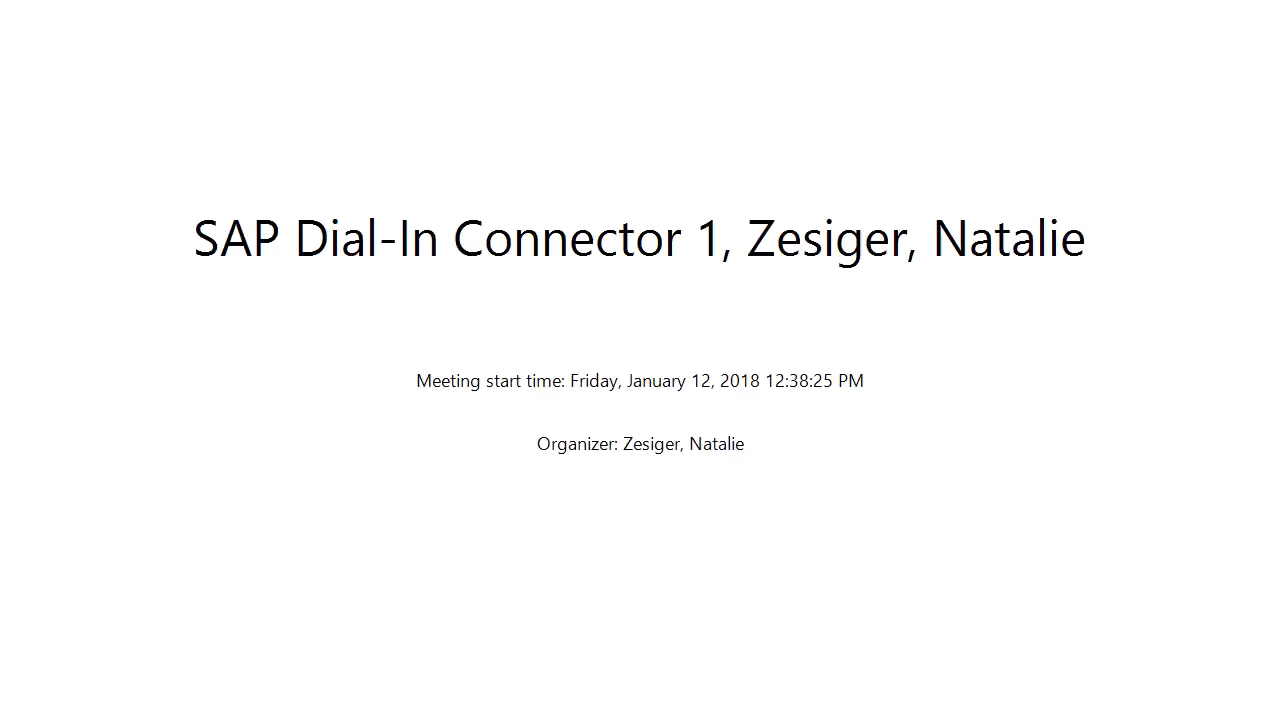 SAP Dial-In Connector 1, Zesiger, Natalie
Meeting start time: Friday, January 12, 2018 12:38:25 PM
Organizer: Zesiger, Natalie